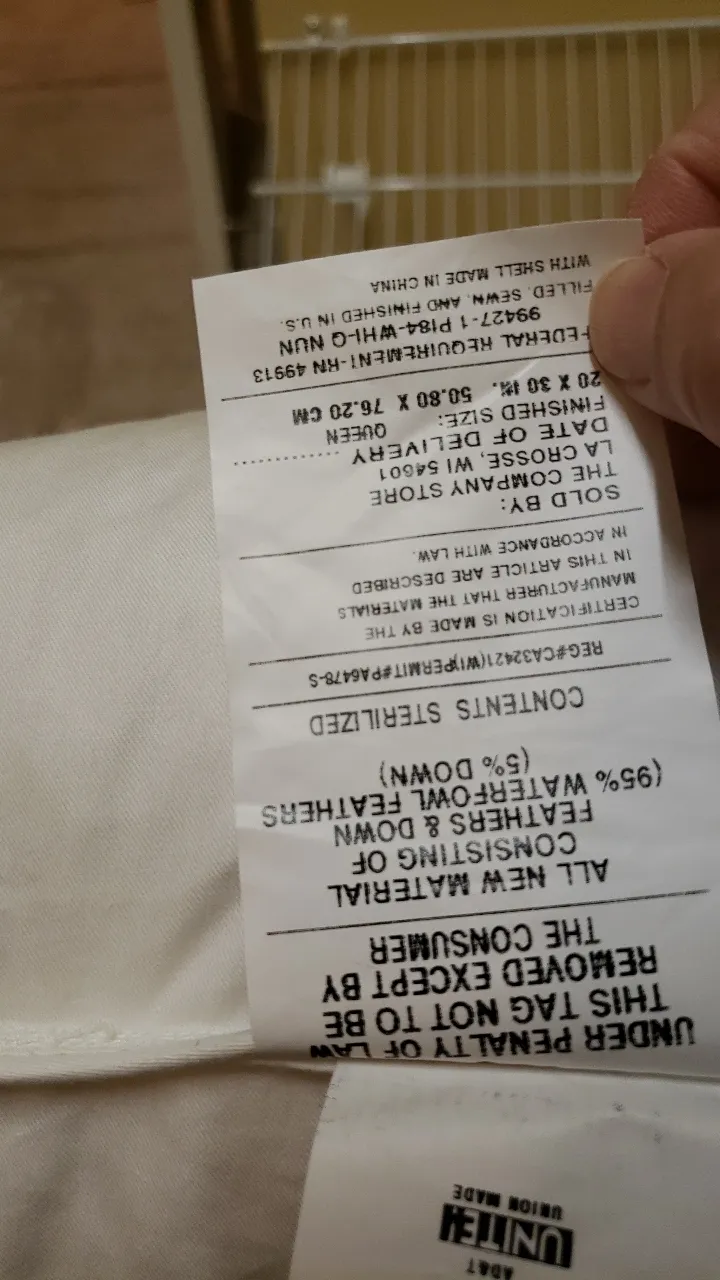 UNDER PENALTY OF LAW
THIS TAG NOT TO BE
REMOVED EXCEPT BY
THE CONSUMER
ALL NEW MATERIAL
CONSISTING OF
FEATHERS & DOWN
(95% WATERFOWL FEATHERS
(5% DOWN)
CONTENTS STERILIZED
REG#CA32421(WI)PERMIT#PA6478-S
CERTIFICATION IS MADE BY THE
MANUFACTURER THAT THE MATERIALS
IN THIS ARTICLE ARE DESCRIBED
IN ACCORDANCE WITH LAW.
SOLD BY:
THE COMPANY STORE
LA CROSSE, WI 54601
DATE OF DELIVERY ............
FINISHED SIZE: QUEEN
20 X 30 IN. 50.80 X 76.20 CM
FEDERAL REQUIREMENT-RN 49913
99427-1 P184-WHI-Q NUN
FILLED, SEWN, AND FINISHED IN U.S.
WITH SHELL MADE IN CHINA
UNITE!
UNION MADE